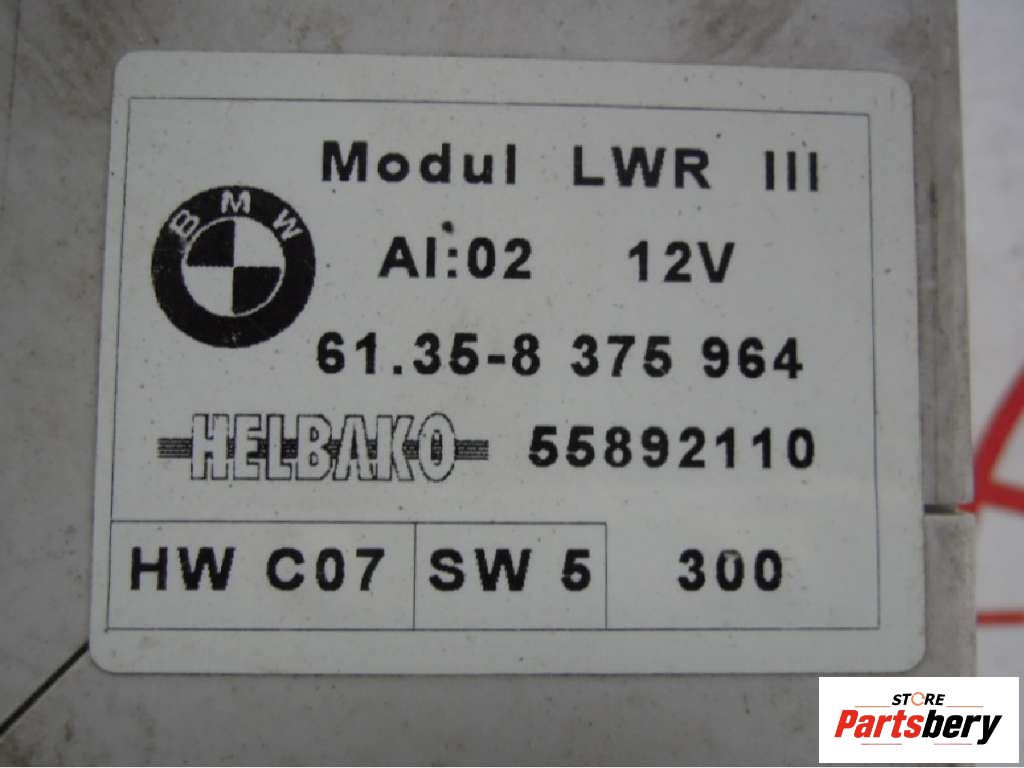 Modul LWR III
BMW
AI:02 12V
61.35-8 375 964
HELBAKO 55892110
HW C07 SW 5 300
STORE
Partsbery